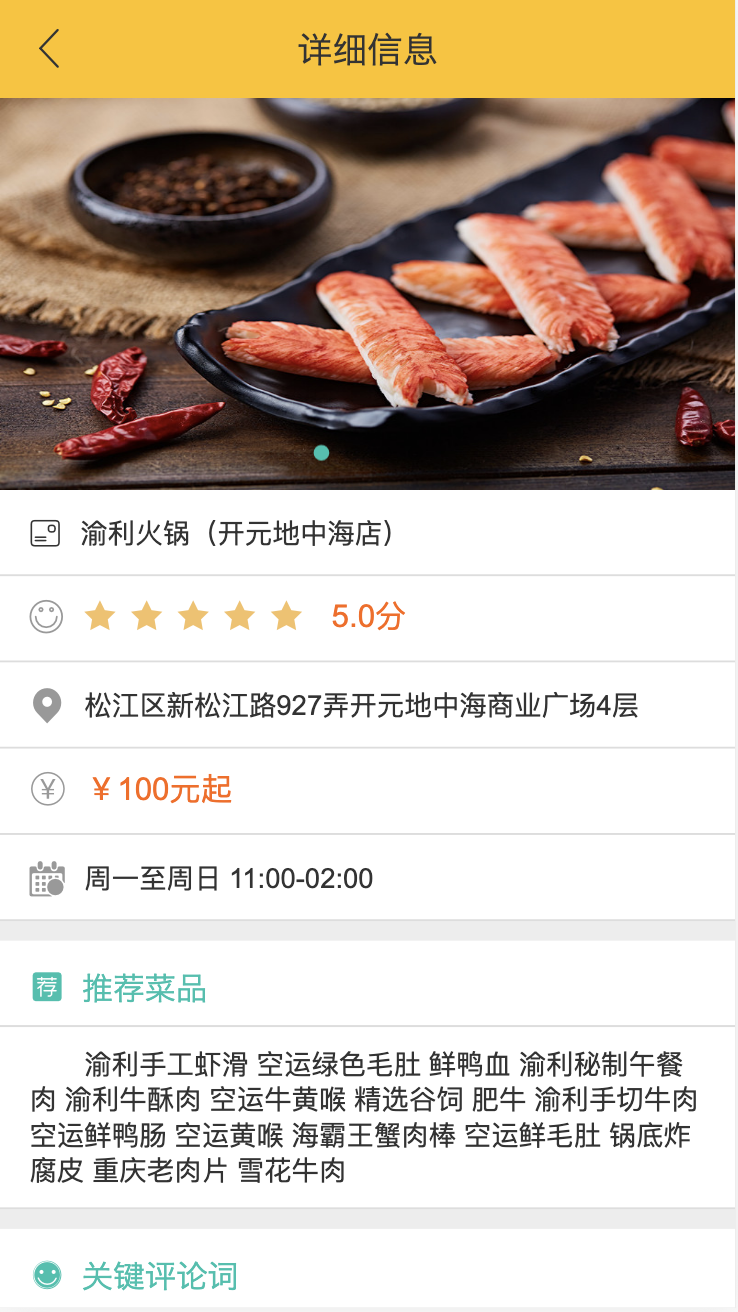 详细信息
渝利火锅（开元地中海店）
5.0分
松江区新松江路927弄开元地中海商业广场4层
¥
￥100元起
周一至周日 11:00-02:00
荐 推荐菜品
渝利手工虾滑 空运绿色毛肚 鲜鸭血 渝利秘制午餐
肉 渝利牛酥肉 空运牛黄喉 精选谷饲 肥牛 渝利手切牛肉
空运鲜鸭肠 空运黄喉 海霸王蟹肉棒 空运鲜毛肚 锅底炸
腐皮 重庆老肉片 雪花牛肉
关键评论词